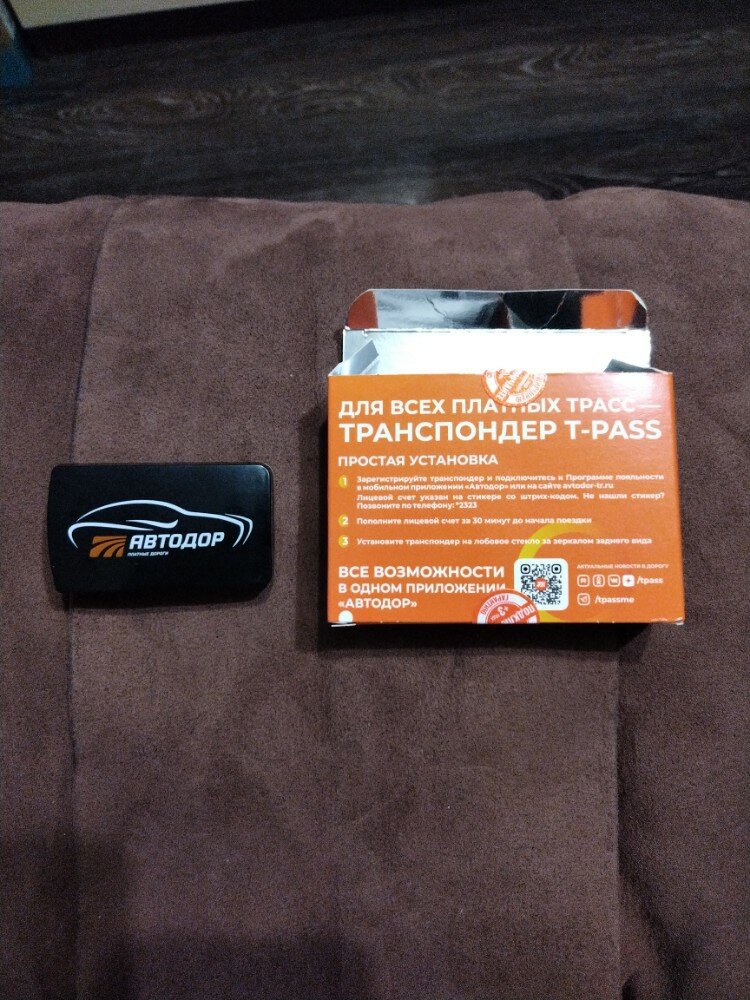 АВТОДОР
ПЛАТНЫЕ ДОРОГИ
ДЛЯ ВСЕХ ПЛАТНЫХ ТРАСС
ТРАНСПОНДЕР T-PASS
ПРОСТАЯ УСТАНОВКА
1 Зарегистрируйте транспондер и подключитесь к Программе лояльности
в мобильном приложении «Автодор» или на сайте avtodor-tr.ru
Лицевой счет указан на стикере со штрих-кодом. Не нашли стикер?
Позвоните по телефону: *2323
2 Пополните лицевой счет за 30 минут до начала поездки
3 Установите транспондер на лобовое стекло за зеркалом заднего вида
ВСЕ ВОЗМОЖНОСТИ
В ОДНОМ ПРИЛОЖЕНИИ
«АВТОДОР»
АКТУАЛЬНЫЕ НОВОСТИ В ДОРОГУ
/tpass
/tpassme